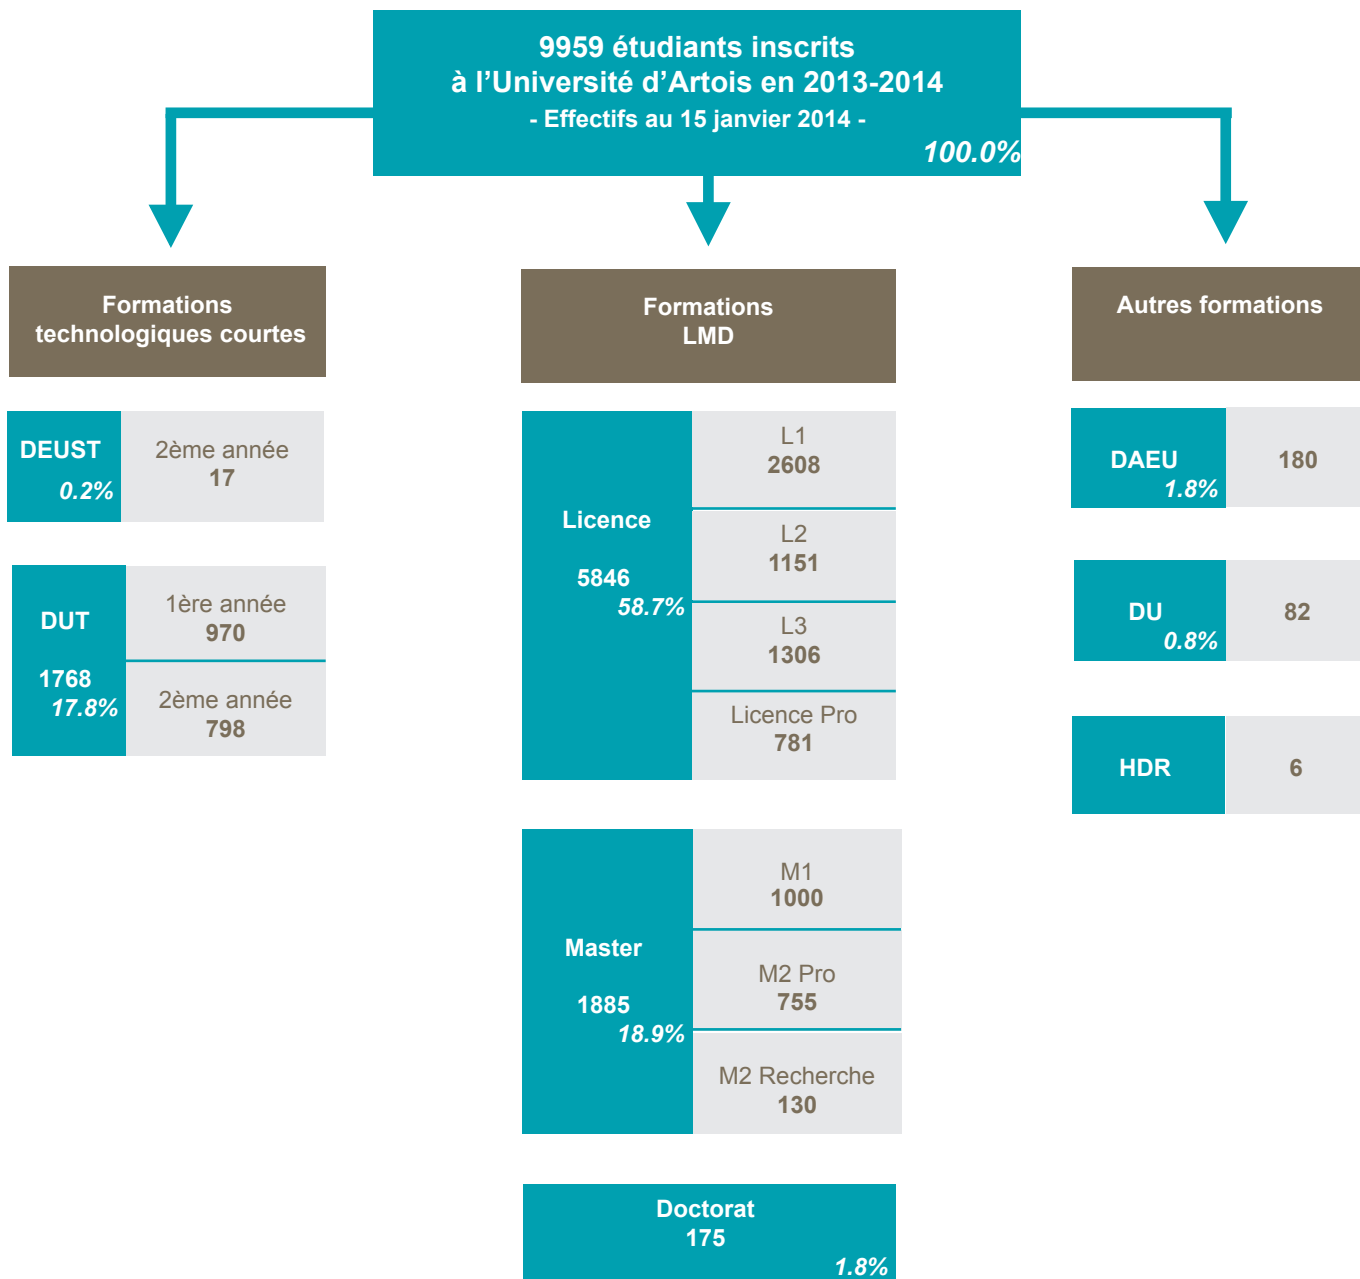 9959 étudiants inscrits
à l’Université d’Artois en 2013-2014
- Effectifs au 15 janvier 2014 -
100.0%
Formations
technologiques courtes
DEUST
0.2%
2ème année
17
DUT
1768
17.8%
1ère année
970
2ème année
798
Formations
LMD
Licence
5846
58.7%
L1
2608
L2
1151
L3
1306
Licence Pro
781
Master
1885
18.9%
M1
1000
M2 Pro
755
M2 Recherche
130
Doctorat
175
1.8%
Autres formations
DAEU
1.8%
180
DU
0.8%
82
HDR
6